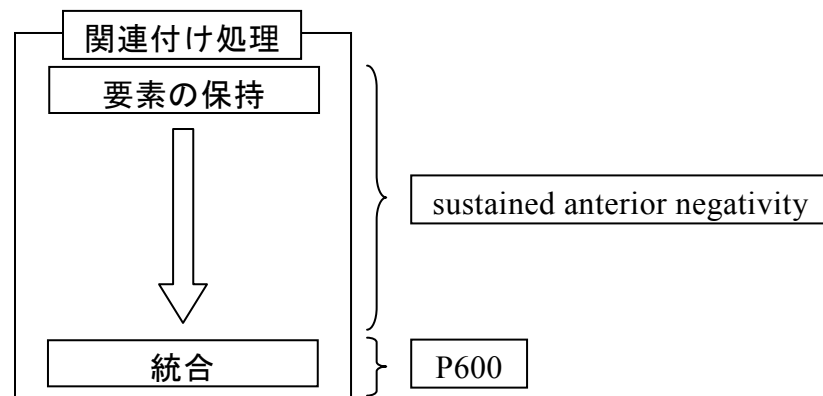 関連付け処理
要素の保持
sustained anterior negativity
統合
P600